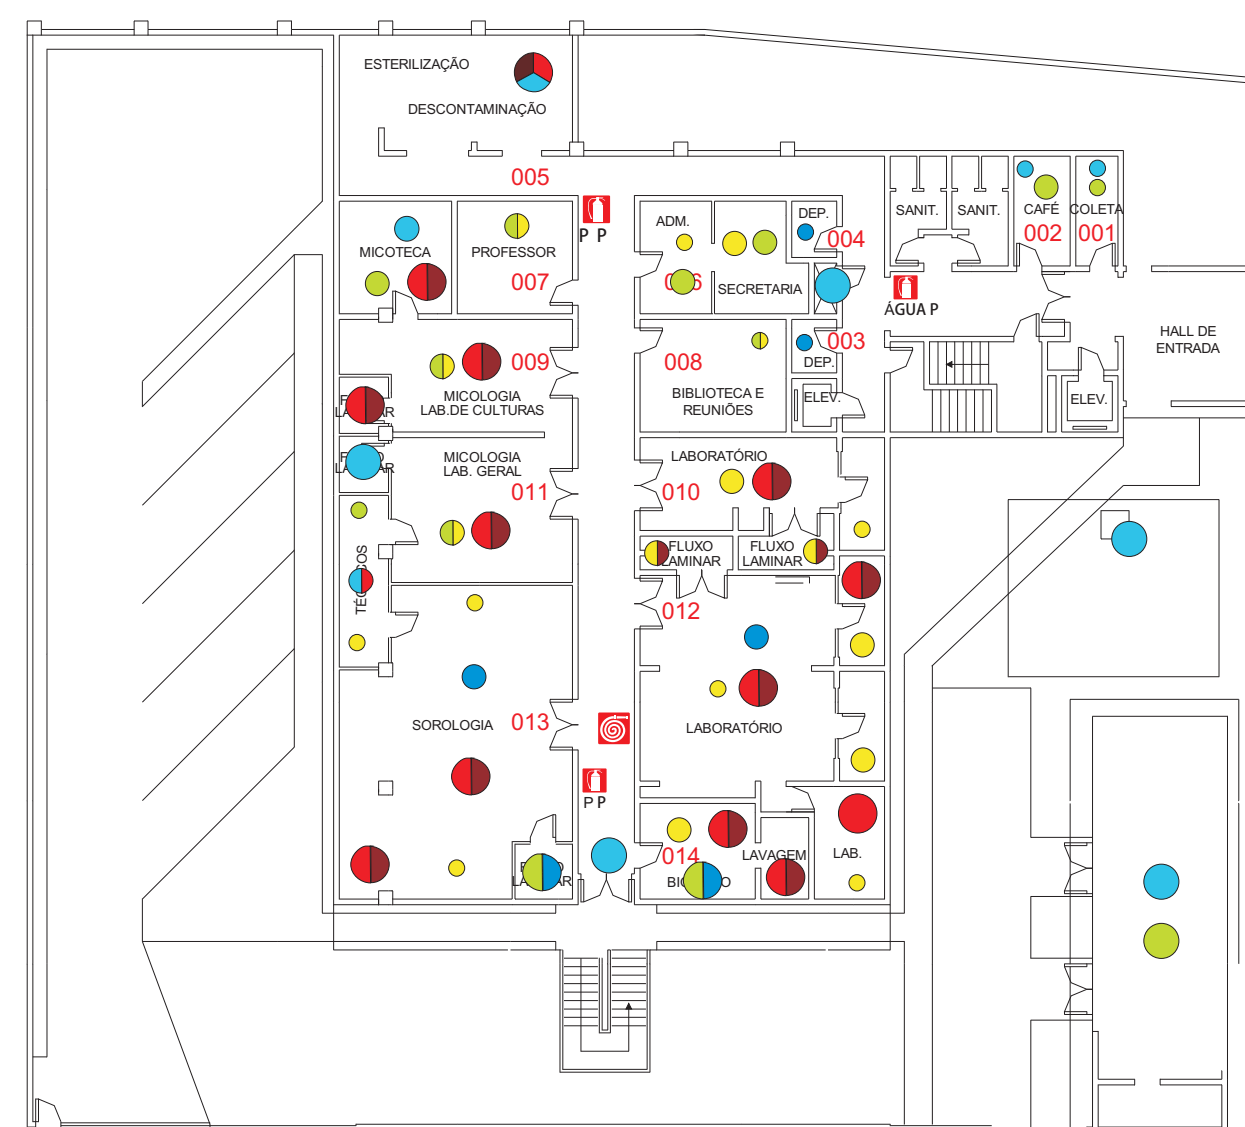 ESTERILIZAÇÃO
DESCONTAMINAÇÃO
005
P P
MICOTECA
PROFESSOR
007
ADM.
DEP.
004
SECRETARIA
SANIT.
SANIT.
CAFÉ
002
COLETA
001
ÁGUA P
HALL DE
ENTRADA
009
MICOLOGIA
LAB.DE CULTURAS
008
BIBLIOTECA E
REUNIÕES
003
DEP.
ELEV.
ELEV.
MICOLOGIA
LAB. GERAL
011
LABORATÓRIO
010
FLUXO
LAMINAR
FLUXO
LAMINAR
012
SOROLOGIA
013
LABORATÓRIO
P P
014
LAVAGEM
LAB.